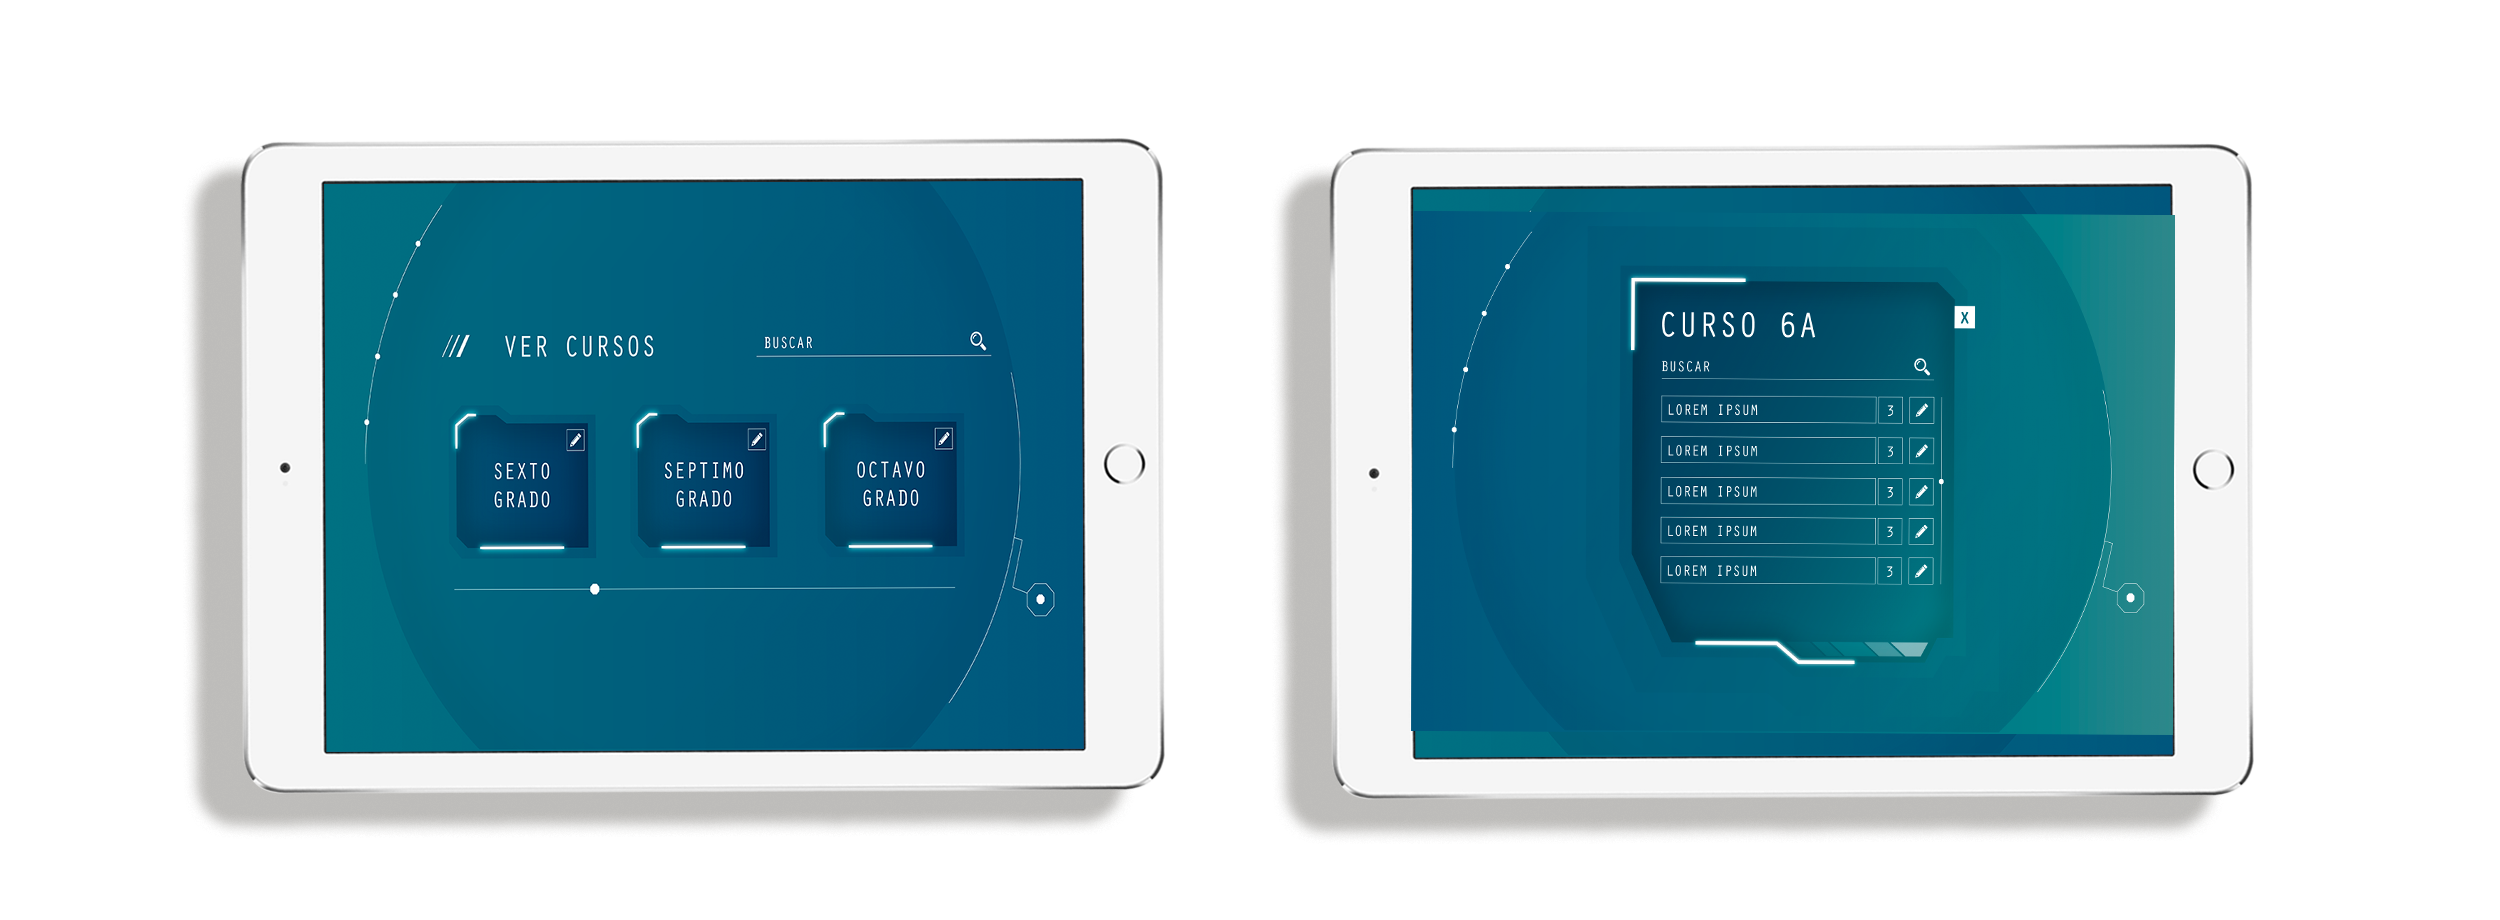 VER CURSOS
BUSCAR
SEXTO
GRADO
SEPTIMO
GRADO
OCTAVO
GRADO
CURSO 6A
X
BUSCAR
LOREM IPSUM 3
LOREM IPSUM 3
LOREM IPSUM 3
LOREM IPSUM 3
LOREM IPSUM 3